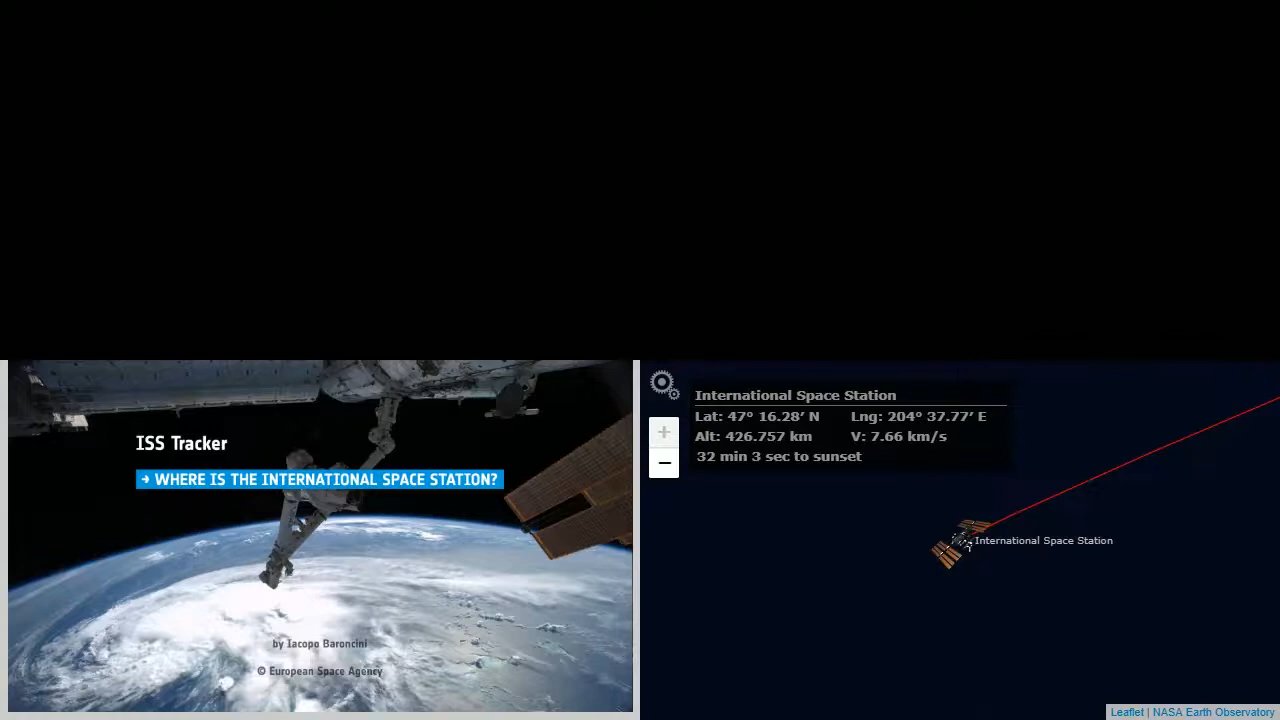 ISS Tracker
→ WHERE IS THE INTERNATIONAL SPACE STATION?
by Iacopo Baroncini
© European Space Agency
International Space Station
Lat: 47° 16.28′ N Lng: 204° 37.77′ E
Alt: 426.757 km V: 7.66 km/s
32 min 3 sec to sunset
+
−
International Space Station
Leaflet | NASA Earth Observatory